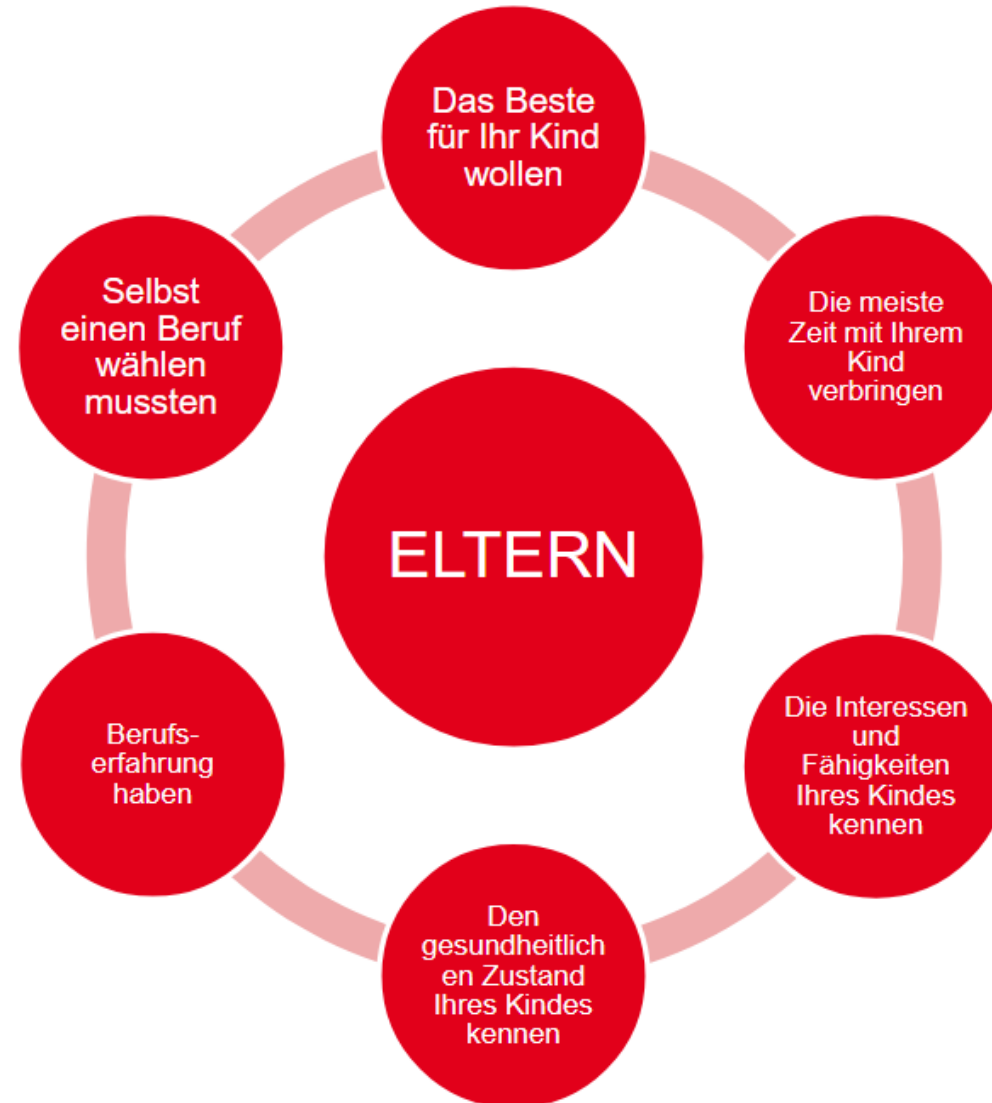 Das Beste
für Ihr Kind
wollen
Die meiste
Zeit mit Ihrem
Kind
verbringen
Die Interessen
und
Fähigkeiten
Ihres Kindes
kennen
Den
gesundheitlich
en Zustand
Ihres Kindes
kennen
Berufs-
erfahrung
haben
Selbst
einen Beruf
wählen
mussten
ELTERN